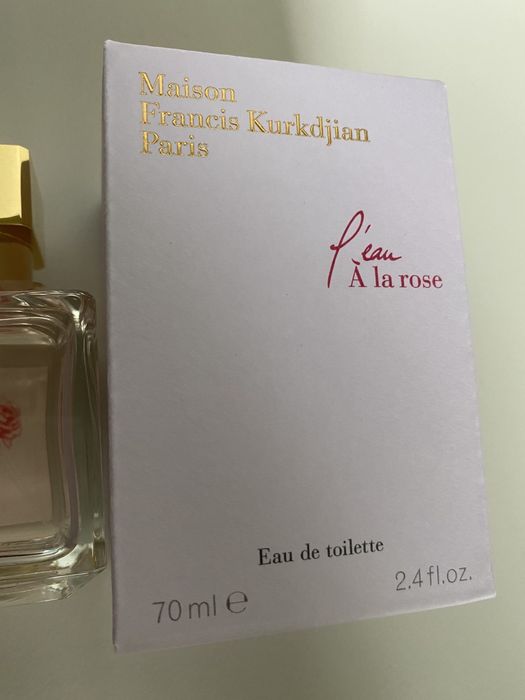 Maison
Francis Kurkdjian
Paris
l'eau
À la rose
Eau de toilette
70 ml ℮
2.4 fl.oz.